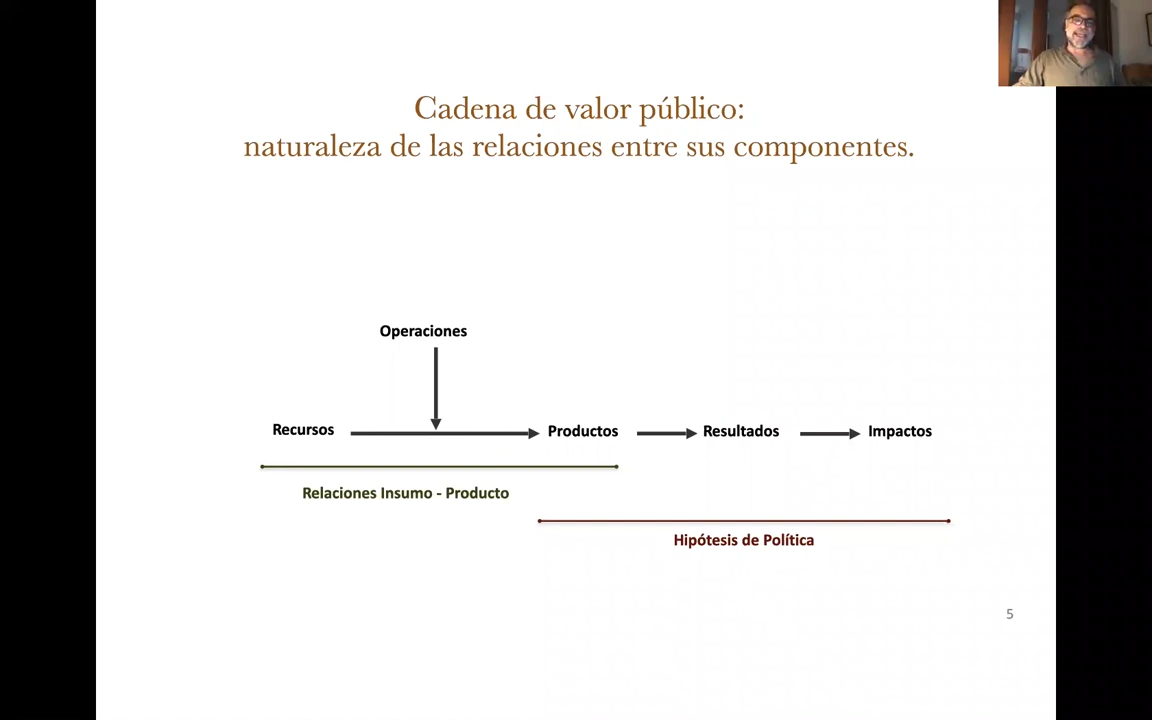 Cadena de valor público:
naturaleza de las relaciones entre sus componentes.
Operaciones
Recursos
Productos
Resultados
Impactos
Relaciones Insumo - Producto
Hipótesis de Política
5